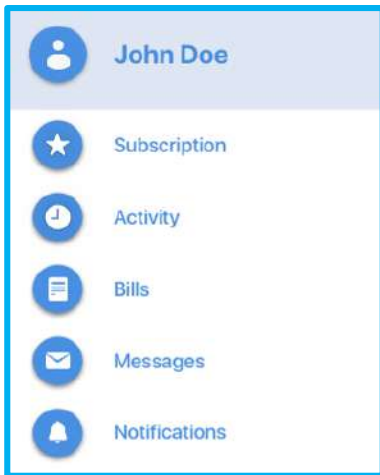 John Doe
Subscription
Activity
Bills
Messages
Notifications